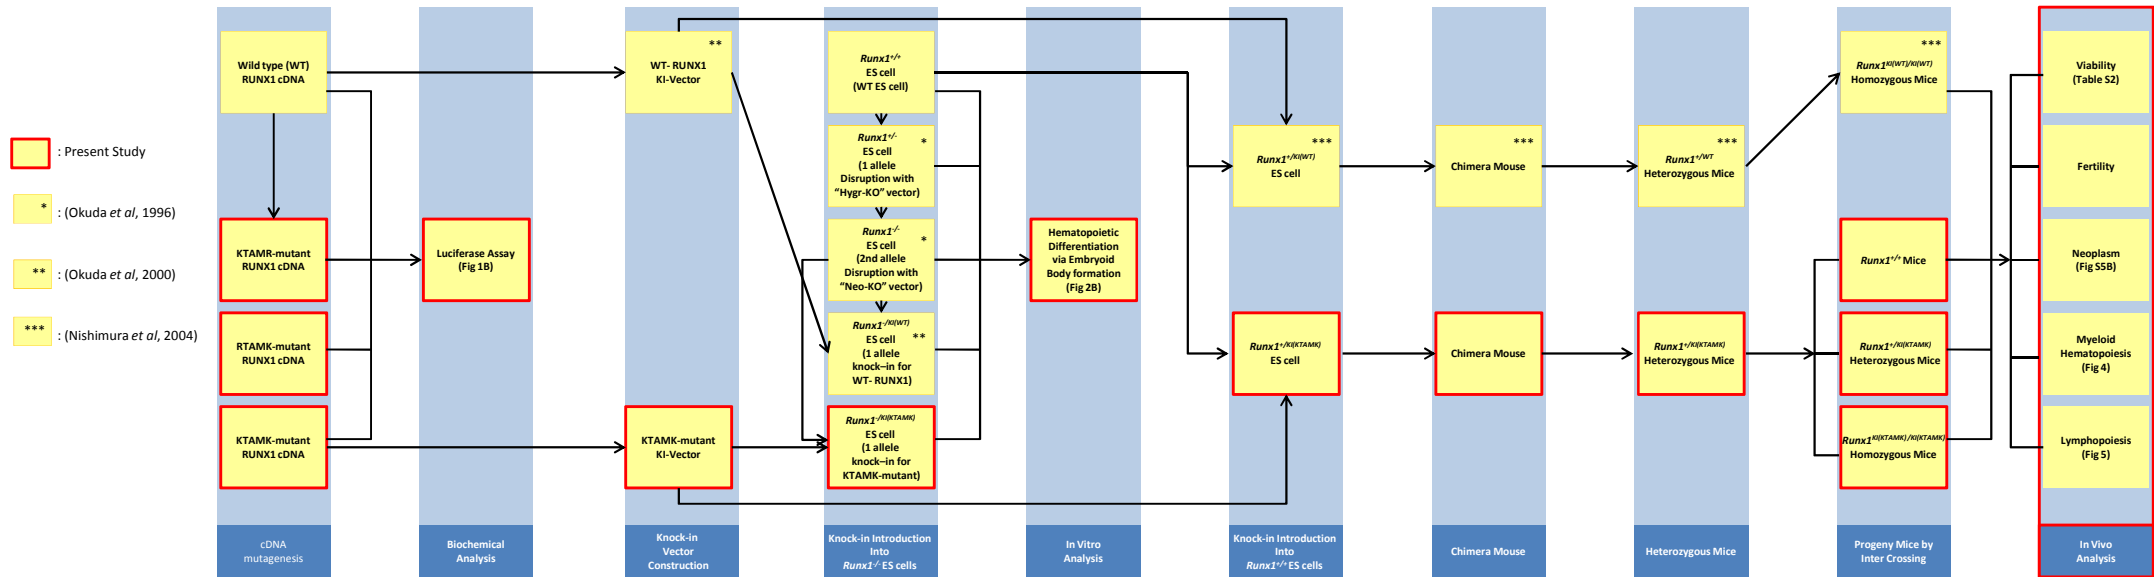 : Present Study
*
: (Okuda et al, 1996)
**
: (Okuda et al, 2000)
***
: (Nishimura et al, 2004)
Wild type (WT)
RUNX1 cDNA
KTAMR-mutant
RUNX1 cDNA
RTAMK-mutant
RUNX1 cDNA
KTAMK-mutant
RUNX1 cDNA
cDNA
mutagenesis
Luciferase Assay
(Fig 1B)
Biochemical
Analysis
**
WT- RUNX1
KI-Vector
KTAMK-mutant
KI-Vector
Knock-in
Vector
Construction
Runx1+/+
ES cell
(WT ES cell)
Runx1+/-
*
ES cell
(1 allele
Disruption with
“Hygr-KO” vector)
Runx1-/-
*
ES cell
(2nd allele
Disruption with
“Neo-KO” vector)
Runx1-/KI(WT)
**
ES cell
(1 allele
knock–in for
WT- RUNX1)
Runx1-/KI(KTAMK)
ES cell
(1 allele
knock–in for
KTAMK-mutant)
Knock-in Introduction
Into
Runx1-/- ES cells
Hematopoietic
Differentiation
via Embryoid
Body formation
(Fig 2B)
In Vitro
Analysis
***
Runx1+/KI(WT)
ES cell
Runx1+/KI(KTAMK)
ES cell
Knock-in Introduction
Into
Runx1+/+ ES cells
***
Chimera Mouse
Chimera Mouse
Chimera Mouse
***
Runx1+/WT
Heterozygous Mice
Runx1+/KI(KTAMK)
Heterozygous Mice
Heterozygous Mice
***
Runx1KI(WT)/KI(WT)
Homozygous Mice
Runx1+/+ Mice
Runx1+/KI(KTAMK)
Heterozygous Mice
Runx1KI(KTAMK)/KI(KTAMK)
Homozygous Mice
Progeny Mice by
Inter Crossing
Viability
(Table S2)
Fertility
Neoplasm
(Fig S5B)
Myeloid
Hematopoiesis
(Fig 4)
Lymphopoiesis
(Fig 5)
In Vivo
Analysis